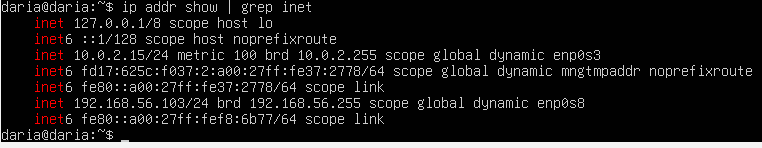 daria@daria:~$ ip addr show | grep inet
inet 127.0.0.1/8 scope host lo
inet6 ::1/128 scope host noprefixroute
inet 10.0.2.15/24 metric 100 brd 10.0.2.255 scope global dynamic enp0s3
inet6 fd17:625c:f037:2:a00:27ff:fe37:2778/64 scope global dynamic mngtmpaddr noprefixroute
inet6 fe80::a00:27ff:fe37:2778/64 scope link
inet 192.168.56.103/24 brd 192.168.56.255 scope global dynamic enp0s8
inet6 fe80::a00:27ff:fef8:6b77/64 scope link
daria@daria:~$ _